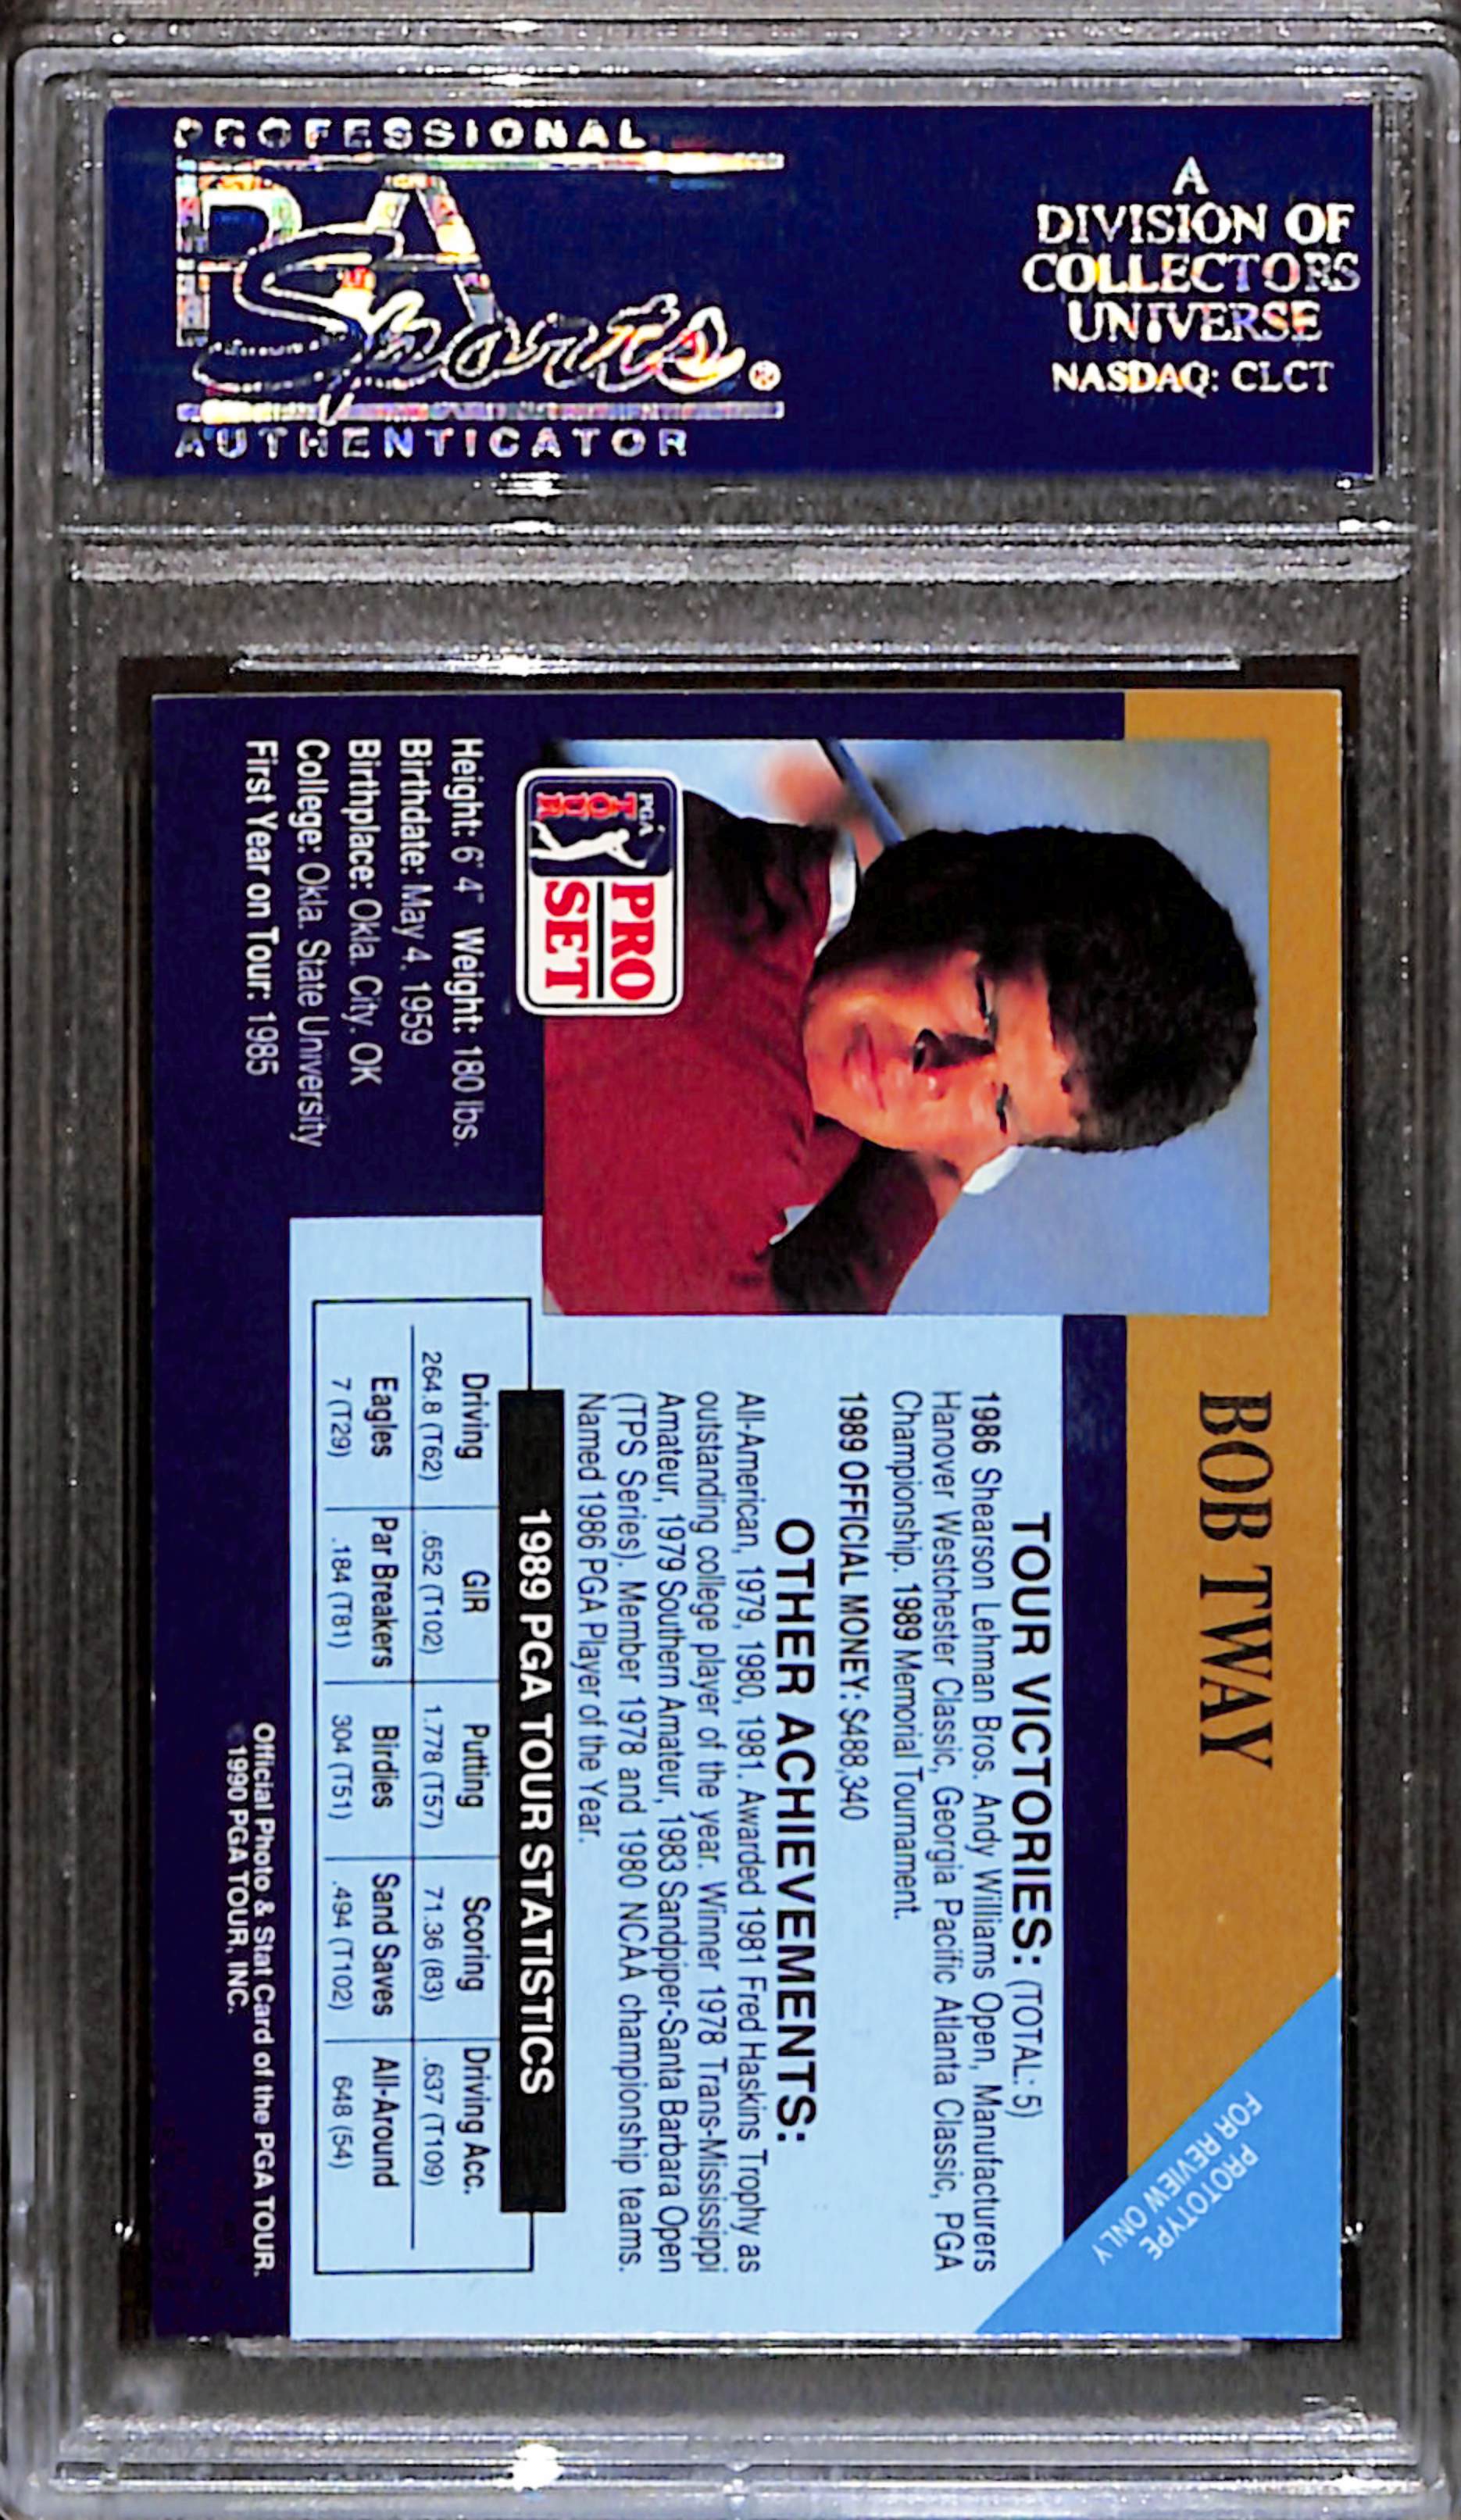 PROFESSIONAL
PSA
Sports®
AUTHENTICATOR
A
DIVISION OF
COLLECTORS
UNIVERSE
NASDAQ: CLCT
BOB TWAY
PROTOTYPE
FOR REVIEW ONLY
TOUR VICTORIES: (TOTAL: 5)
1986 Shearson Lehman Bros. Andy Williams Open, Manufacturers
Hanover Westchester Classic, Georgia Pacific Atlanta Classic, PGA
Championship. 1989 Memorial Tournament.
1989 OFFICIAL MONEY: $488,340
OTHER ACHIEVEMENTS:
All-American, 1979, 1980, 1981. Awarded 1981 Fred Haskins Trophy as
outstanding college player of the year. Winner 1978 Trans-Mississippi
Amateur, 1979 Southern Amateur, 1983 Sandpiper-Santa Barbara Open
(TPS Series). Member 1978 and 1980 NCAA championship teams.
Named 1986 PGA Player of the Year.
PGA
TOUR
PRO
SET
Height: 6' 4" Weight: 180 lbs.
Birthdate: May 4, 1959
Birthplace: Okla. City, OK
College: Okla. State University
First Year on Tour: 1985
1989 PGA TOUR STATISTICS
Driving GIR Putting Scoring Driving Acc.
264.8 (T62) .652 (T102) 1.778 (T57) 71.36 (83) .637 (T109)
Eagles Par Breakers Birdies Sand Saves All-Around
7 (T29) .184 (T81) 304 (T51) .494 (T102) 648 (54)
Official Photo & Stat Card of the PGA TOUR.
1990 PGA TOUR, INC.